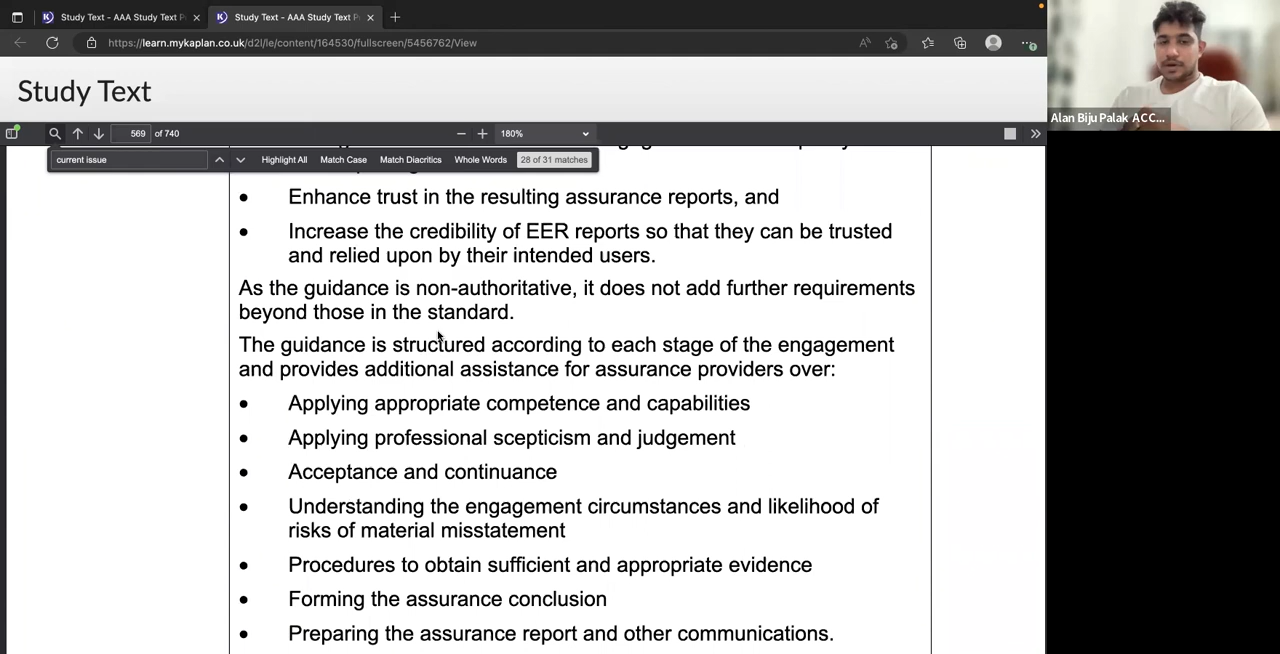 Study Text - AAA Study Text P
Study Text - AAA Study Text P
https://learn.mykaplan.co.uk/d2l/le/content/164530/fullscreen/5456762/View
Study Text
569 of 740
180%
current issue
Highlight All
Match Case
Match Diacritics
Whole Words
28 of 31 matches
• Enhance trust in the resulting assurance reports, and
• Increase the credibility of EER reports so that they can be trusted
and relied upon by their intended users.
As the guidance is non-authoritative, it does not add further requirements
beyond those in the standard.
The guidance is structured according to each stage of the engagement
and provides additional assistance for assurance providers over:
• Applying appropriate competence and capabilities
• Applying professional scepticism and judgement
• Acceptance and continuance
• Understanding the engagement circumstances and likelihood of
risks of material misstatement
• Procedures to obtain sufficient and appropriate evidence
• Forming the assurance conclusion
• Preparing the assurance report and other communications.
Alan Biju Palak ACC...